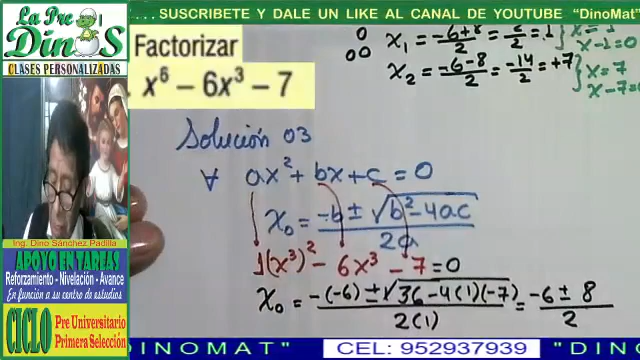 SUSCRIBETE Y DALE UN LIKE AL CANAL DE YOUTUBE "DinoMat"
La Pre
DinoS
CLASES PERSONALIZADAS
Factorizar
x⁶ − 6x³ − 7
0
00
x₁ = (−6+8)/2 = 2/2 = 1
x₂ = (−6−8)/2 = −14/2 = +7
x = 1
x−1=0
x = 7
x−7=0
Solución 03
∀ ax² + bx + c = 0
x₀ = (−b ± √(b² − 4ac))/2a
1(x³)² − 6x³ − 7 = 0
x₀ = (−(−6) ± √(36 − 4(1)(−7)))/2(1) = (−6 ± 8)/2
Ing. Dino Sánchez Padilla
APOYO EN TAREAS
Reforzamiento - Nivelación - Avance
En función a su centro de estudios
CICLO
Pre Universitario
Primera Selección
DINOMAT" CEL: 952937939 "DINO